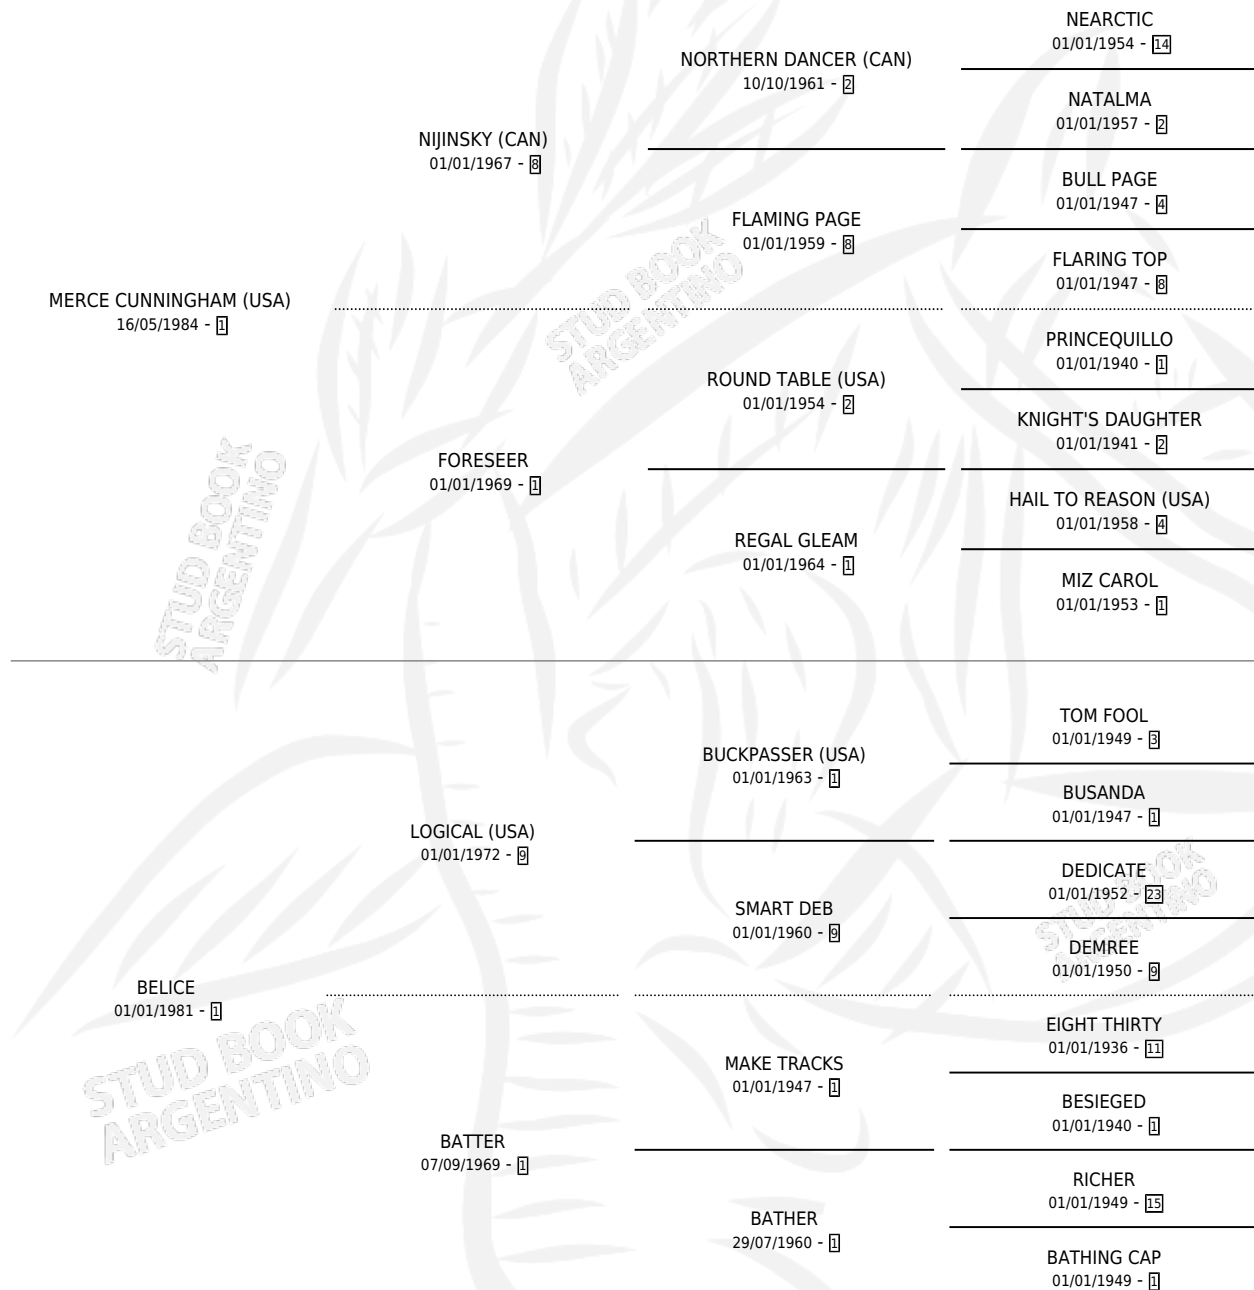 NEARCTIC
01/01/1954 - 14
NORTHERN DANCER (CAN)
10/10/1961 - 2
NATALMA
01/01/1957 - 2
NIJINSKY (CAN)
01/01/1967 - 8
BULL PAGE
01/01/1947 - 4
FLAMING PAGE
01/01/1959 - 8
FLARING TOP
01/01/1947 - 8
MERCE CUNNINGHAM (USA)
16/05/1984 - 1
PRINCEQUILLO
01/01/1940 - 1
ROUND TABLE (USA)
01/01/1954 - 2
KNIGHT'S DAUGHTER
01/01/1941 - 2
FORESEER
01/01/1969 - 1
HAIL TO REASON (USA)
01/01/1958 - 4
REGAL GLEAM
01/01/1964 - 1
MIZ CAROL
01/01/1953 - 1
STUD BOOK
ARGENTINO
STUD BOOK
ARGENTINO
TOM FOOL
01/01/1949 - 3
BUCKPASSER (USA)
01/01/1963 - 1
BUSANDA
01/01/1947 - 1
LOGICAL (USA)
01/01/1972 - 9
DEDICATE
01/01/1952 - 23
SMART DEB
01/01/1960 - 9
DEMREE
01/01/1950 - 9
BELICE
01/01/1981 - 1
EIGHT THIRTY
01/01/1936 - 11
MAKE TRACKS
01/01/1947 - 1
BESIEGED
01/01/1940 - 1
BATTER
07/09/1969 - 1
RICHER
01/01/1949 - 15
BATHER
29/07/1960 - 1
BATHING CAP
01/01/1949 - 1
STUD BOOK
ARGENTINO
STUD BOOK
ARGENTINO